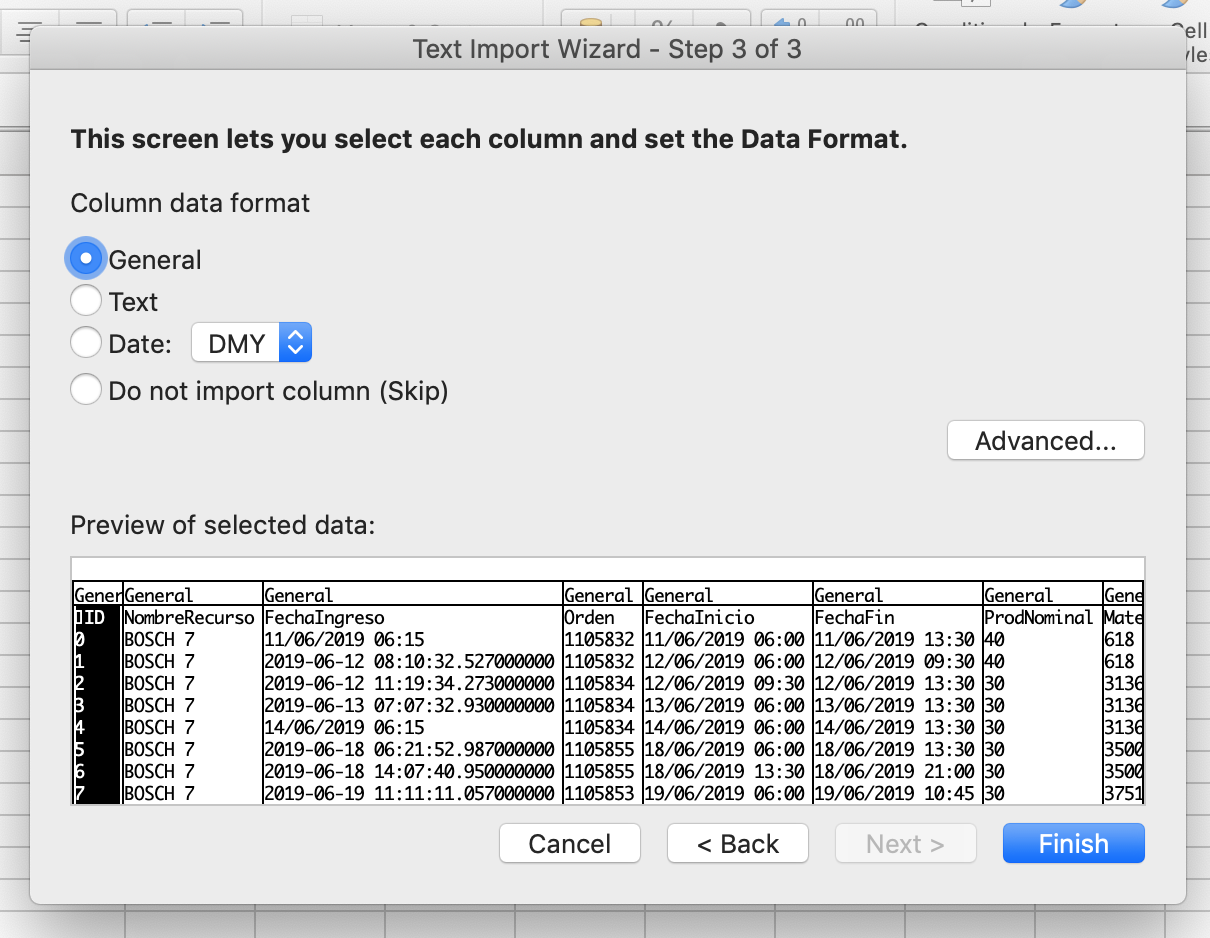 Text Import Wizard - Step 3 of 3
This screen lets you select each column and set the Data Format.
Column data format
General
Text
Date: DMY
Do not import column (Skip)
Advanced...
Preview of selected data:
Gener General General General General General General Gene
ID NombreRecurso FechaIngreso Orden FechaInicio FechaFin ProdNominal Mate
0 BOSCH 7 11/06/2019 06:15 1105832 11/06/2019 06:00 11/06/2019 13:30 40 618
1 BOSCH 7 2019-06-12 08:10:32.527000000 1105832 12/06/2019 06:00 12/06/2019 09:30 40 618
2 BOSCH 7 2019-06-12 11:19:34.273000000 1105834 12/06/2019 09:30 12/06/2019 13:30 30 3136
3 BOSCH 7 2019-06-13 07:07:32.930000000 1105834 13/06/2019 06:00 13/06/2019 13:30 30 3136
4 BOSCH 7 14/06/2019 06:15 1105834 14/06/2019 06:00 14/06/2019 13:30 30 3136
5 BOSCH 7 2019-06-18 06:21:52.987000000 1105855 18/06/2019 06:00 18/06/2019 13:30 30 3500
6 BOSCH 7 2019-06-18 14:07:40.950000000 1105855 18/06/2019 13:30 18/06/2019 21:00 30 3500
7 BOSCH 7 2019-06-19 11:11:11.057000000 1105853 19/06/2019 06:00 19/06/2019 10:45 30 3751
Cancel < Back Next > Finish